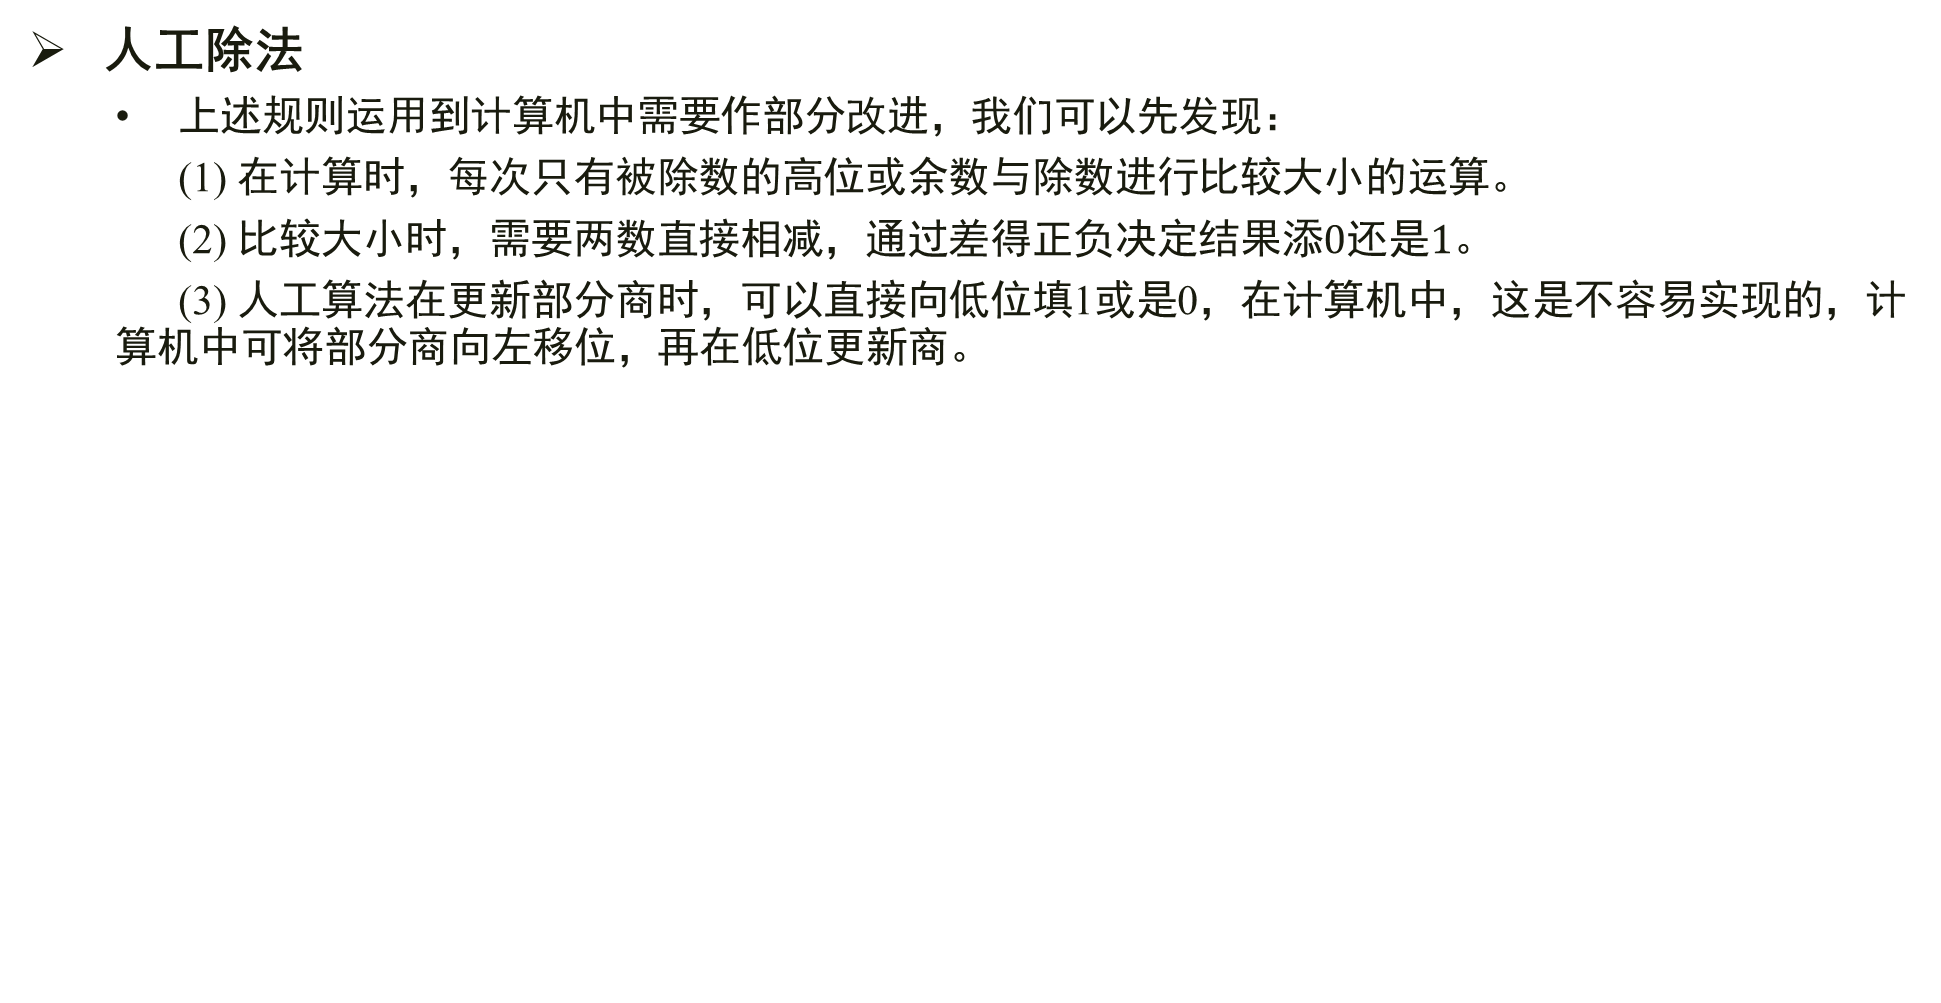 ➢ 人工除法
• 上述规则运用到计算机中需要作部分改进，我们可以先发现：
(1) 在计算时，每次只有被除数的高位或余数与除数进行比较大小的运算。
(2) 比较大小时，需要两数直接相减，通过差得正负决定结果添0还是1。
(3) 人工算法在更新部分商时，可以直接向低位填1或是0，在计算机中，这是不容易实现的，计
算机中可将部分商向左移位，再在低位更新商。